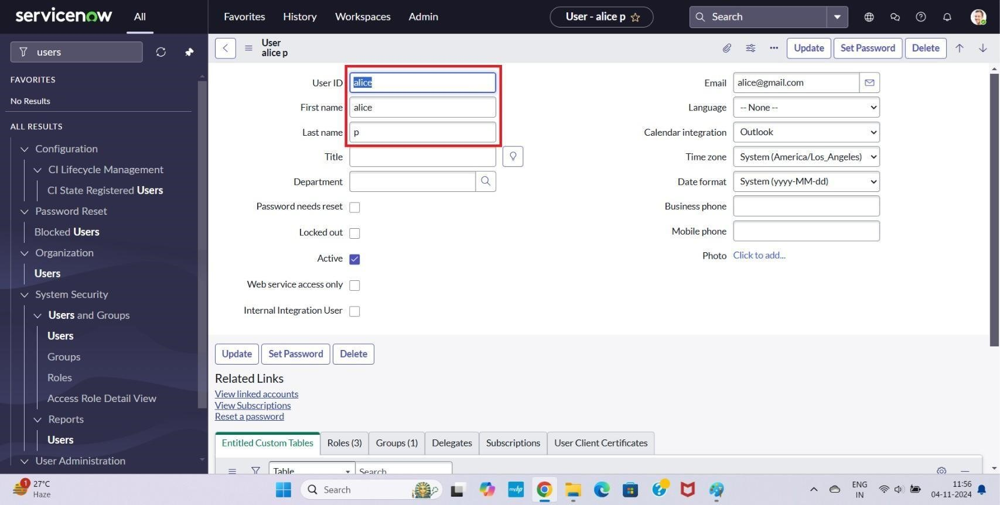 servicenow
All
Favorites
History
Workspaces
Admin
User - alice p
Search
users
FAVORITES
No Results
ALL RESULTS
Configuration
CI Lifecycle Management
CI State Registered Users
Password Reset
Blocked Users
Organization
Users
System Security
Users and Groups
Users
Groups
Roles
Access Role Detail View
Reports
Users
User Administration
User
alice p
Update
Set Password
Delete
User ID
alice
First name
alice
Last name
p
Title
Department
Password needs reset
Locked out
Active
Web service access only
Internal Integration User
Email
alice@gmail.com
Language
-- None --
Calendar integration
Outlook
Time zone
System (America/Los_Angeles)
Date format
System (yyyy-MM-dd)
Business phone
Mobile phone
Photo
Click to add...
Update
Set Password
Delete
Related Links
View linked accounts
View Subscriptions
Reset a password
Entitled Custom Tables
Roles (3)
Groups (1)
Delegates
Subscriptions
User Client Certificates
Table
Search
1
27°C
Haze
Search
myhp
ENG
IN
11:56
04-11-2024